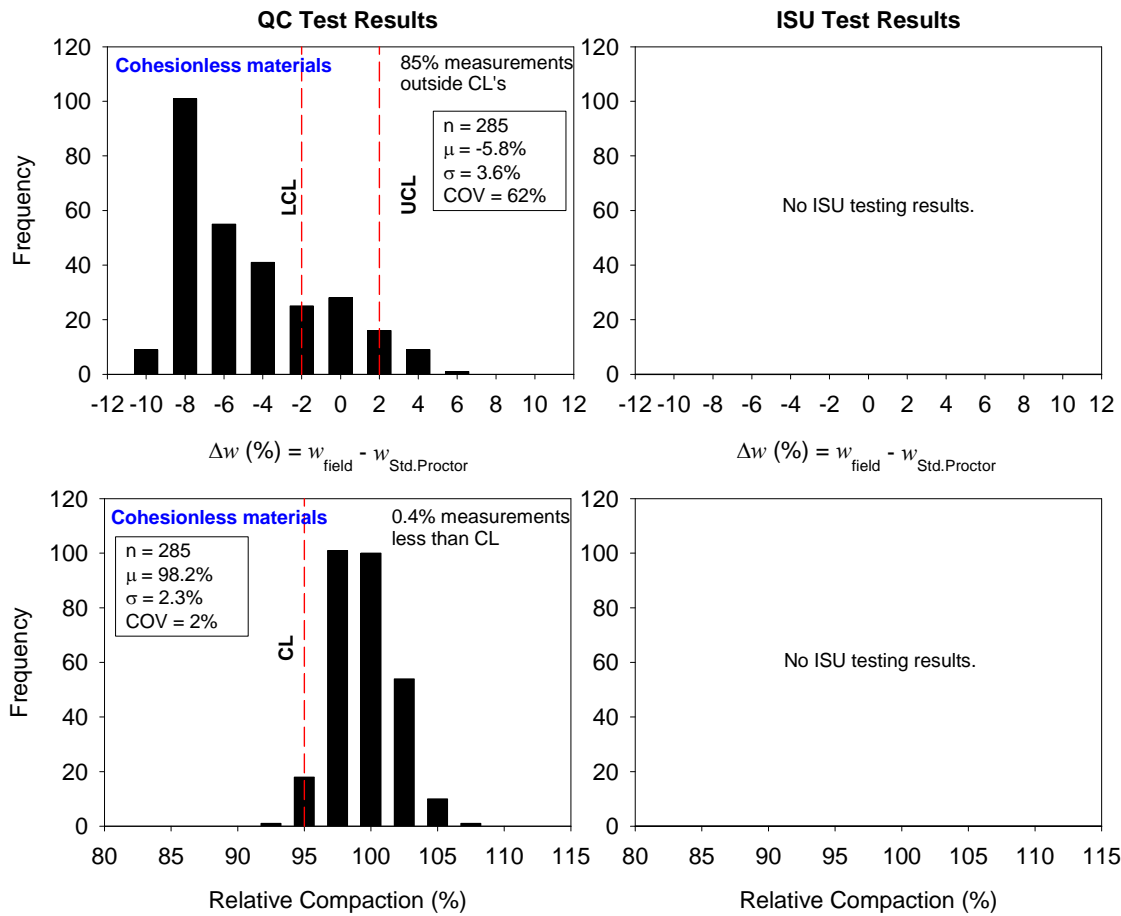 QC Test Results
ISU Test Results
Cohesionless materials
85% measurements
outside CL's
n = 285
μ = -5.8%
σ = 3.6%
COV = 62%
LCL
UCL
Frequency
120
100
80
60
40
20
0
-12 -10 -8 -6 -4 -2 0 2 4 6 8 10 12
Δw (%) = w field - w Std.Proctor
No ISU testing results.
120
100
80
60
40
20
0
-12 -10 -8 -6 -4 -2 0 2 4 6 8 10 12
Δw (%) = w field - w Std.Proctor
Cohesionless materials
0.4% measurements
less than CL
n = 285
μ = 98.2%
σ = 2.3%
COV = 2%
CL
Frequency
120
100
80
60
40
20
0
80 85 90 95 100 105 110 115
Relative Compaction (%)
No ISU testing results.
120
100
80
60
40
20
0
80 85 90 95 100 105 110 115
Relative Compaction (%)